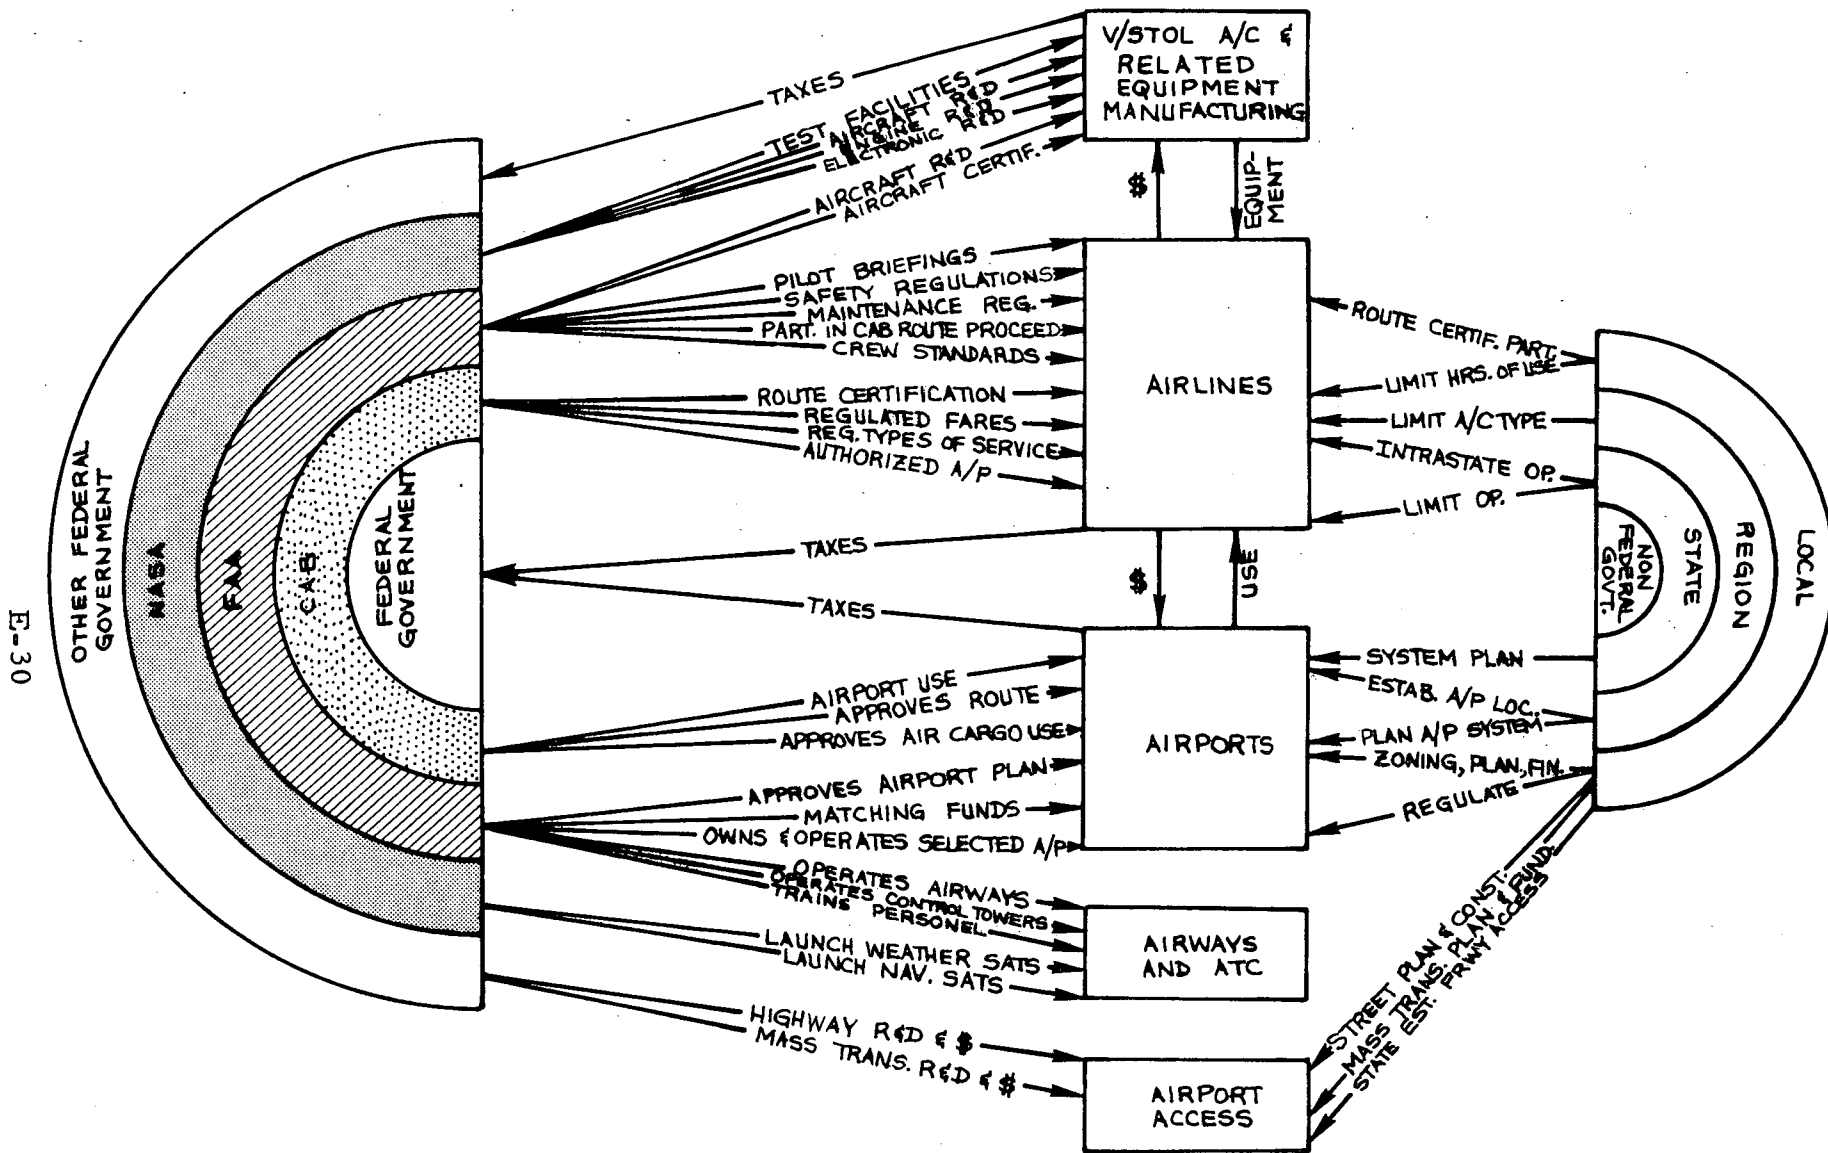 V/STOL A/C &
RELATED
EQUIPMENT
MANUFACTURING
TAXES
TEST FACILITIES
AIRCRAFT R&D
ENGINE R&D
ELECTRONIC R&D
AIRCRAFT R&D
AIRCRAFT CERTIF.
$
EQUIP-
MENT
PILOT BRIEFINGS
SAFETY REGULATIONS
MAINTENANCE REG.
PART. IN CAB ROUTE PROCEED
CREW STANDARDS
ROUTE CERTIFICATION
REGULATED FARES
REG. TYPES OF SERVICE
AUTHORIZED A/P
AIRLINES
ROUTE CERTIF. PART.
LIMIT HRS. OF USE
LIMIT A/C TYPE
INTRASTATE OP.
LIMIT OP.
OTHER FEDERAL
GOVERNMENT
NASA
FAA
CAB
FEDERAL
GOVERNMENT
TAXES
TAXES
$
USE
NON
FEDERAL
GOV'T.
STATE
REGION
LOCAL
AIRPORT USE
APPROVES ROUTE
APPROVES AIR CARGO USE
APPROVES AIRPORT PLAN
MATCHING FUNDS
OWNS & OPERATES SELECTED A/P
AIRPORTS
SYSTEM PLAN
ESTAB. A/P LOC.
PLAN A/P SYSTEM
ZONING, PLAN., FIN.
REGULATE
OPERATES AIRWAYS
OPERATES CONTROL TOWERS
TRAINS PERSONEL
LAUNCH WEATHER SATS
LAUNCH NAV. SATS
AIRWAYS
AND ATC
HIGHWAY R&D & $
MASS TRANS. R&D & $
AIRPORT
ACCESS
STREET PLAN & CONST.
MASS TRANS. PLAN & FUND.
STATE EST. FRWY ACCESS
E-30